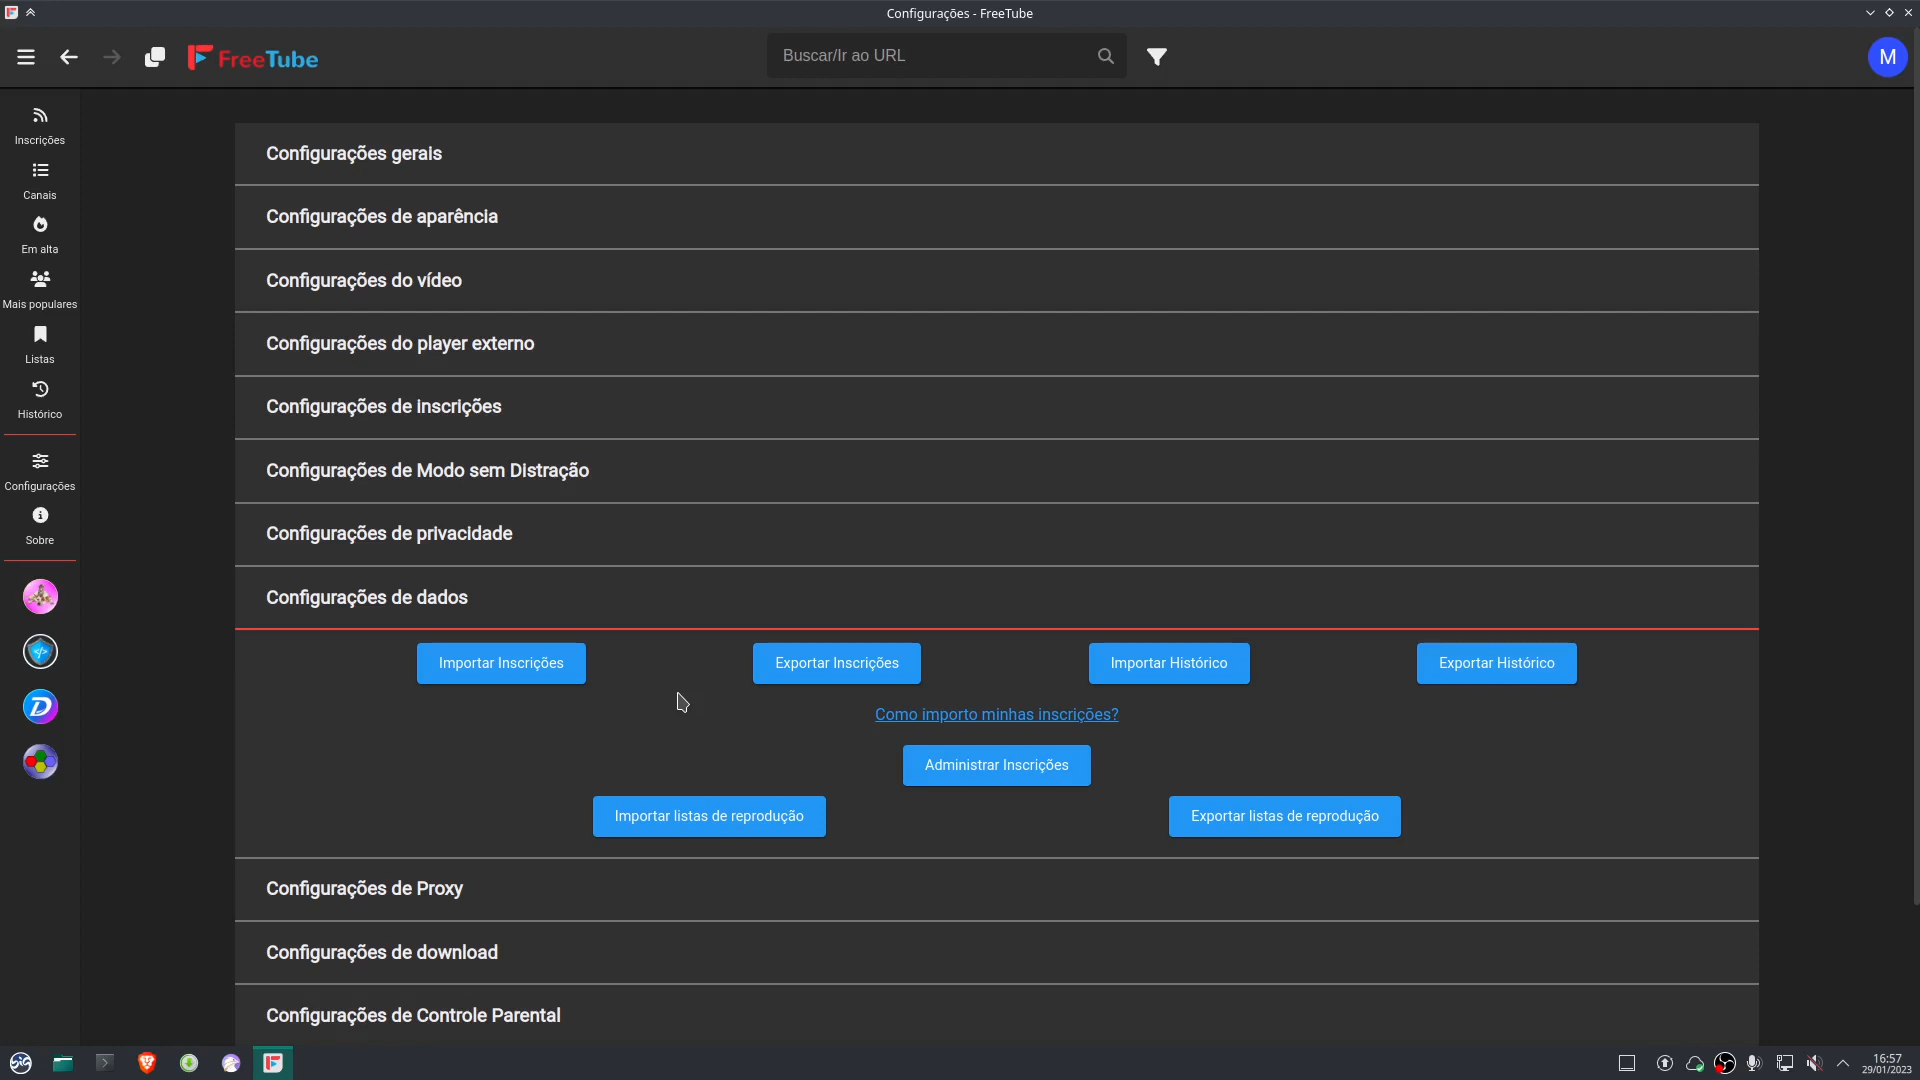 Configurações - FreeTube
FreeTube
Buscar/Ir ao URL
M
Inscrições
Canais
Em alta
Mais populares
Listas
Histórico
Configurações
Sobre
Configurações gerais
Configurações de aparência
Configurações do vídeo
Configurações do player externo
Configurações de inscrições
Configurações de Modo sem Distração
Configurações de privacidade
Configurações de dados
Importar Inscrições
Exportar Inscrições
Importar Histórico
Exportar Histórico
Como importo minhas inscrições?
Administrar Inscrições
Importar listas de reprodução
Exportar listas de reprodução
Configurações de Proxy
Configurações de download
Configurações de Controle Parental
16:57
29/01/2023